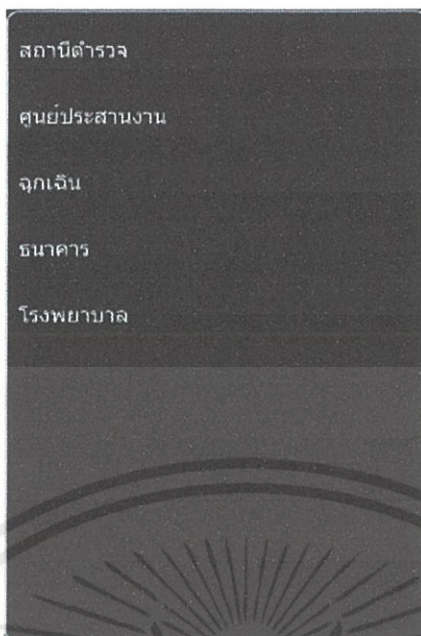 สถานีตำรวจ
ศูนย์ประสานงาน
ฉุกเฉิน
ธนาคาร
โรงพยาบาล